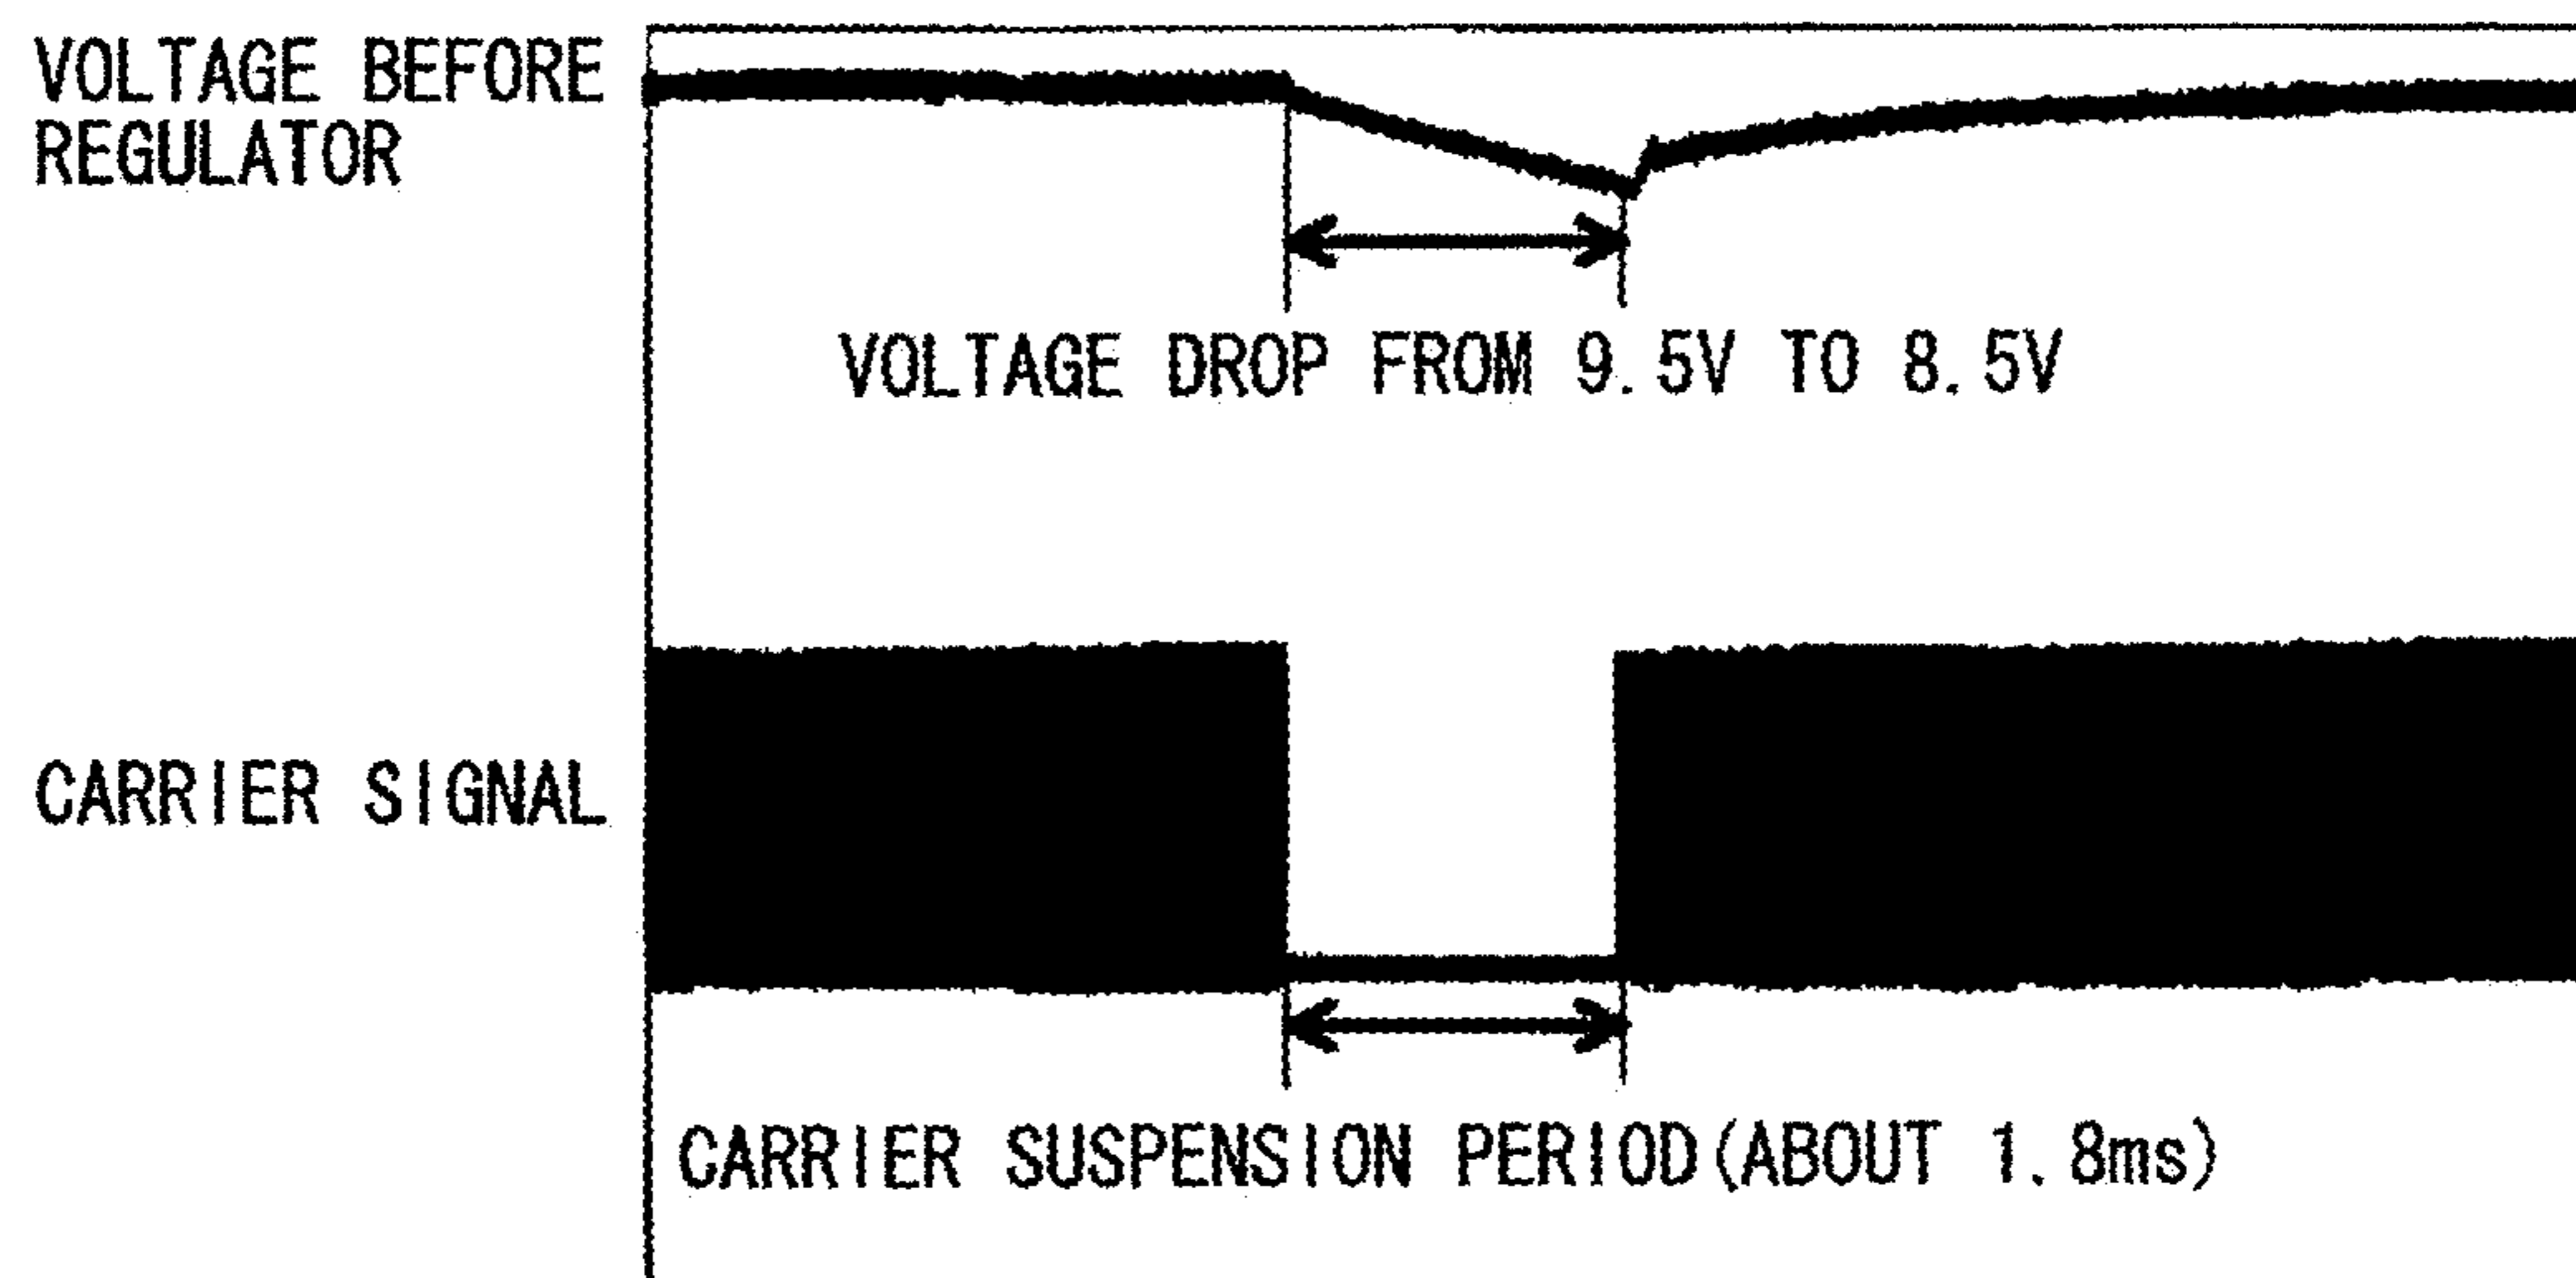 VOLTAGE BEFORE
REGULATOR
VOLTAGE DROP FROM 9.5V TO 8.5V
CARRIER SIGNAL
CARRIER SUSPENSION PERIOD(ABOUT 1.8ms)